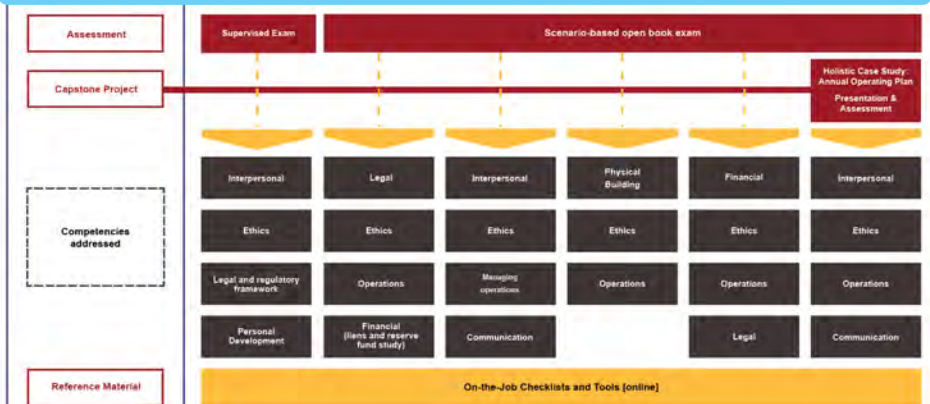 Assessment
Supervised Exam
Scenario-based open book exam
Capstone Project
Holistic Case Study:
Annual Operating Plan
Presentation &
Assessment
Competencies
addressed
Interpersonal
Legal
Interpersonal
Physical
Building
Financial
Interpersonal
Ethics
Ethics
Ethics
Ethics
Ethics
Ethics
Legal and regulatory
framework
Operations
Managing
operations
Operations
Operations
Operations
Personal
Development
Financial
(liens and reserve
fund study)
Communication
Legal
Communication
Reference Material
On-the-Job Checklists and Tools [online]